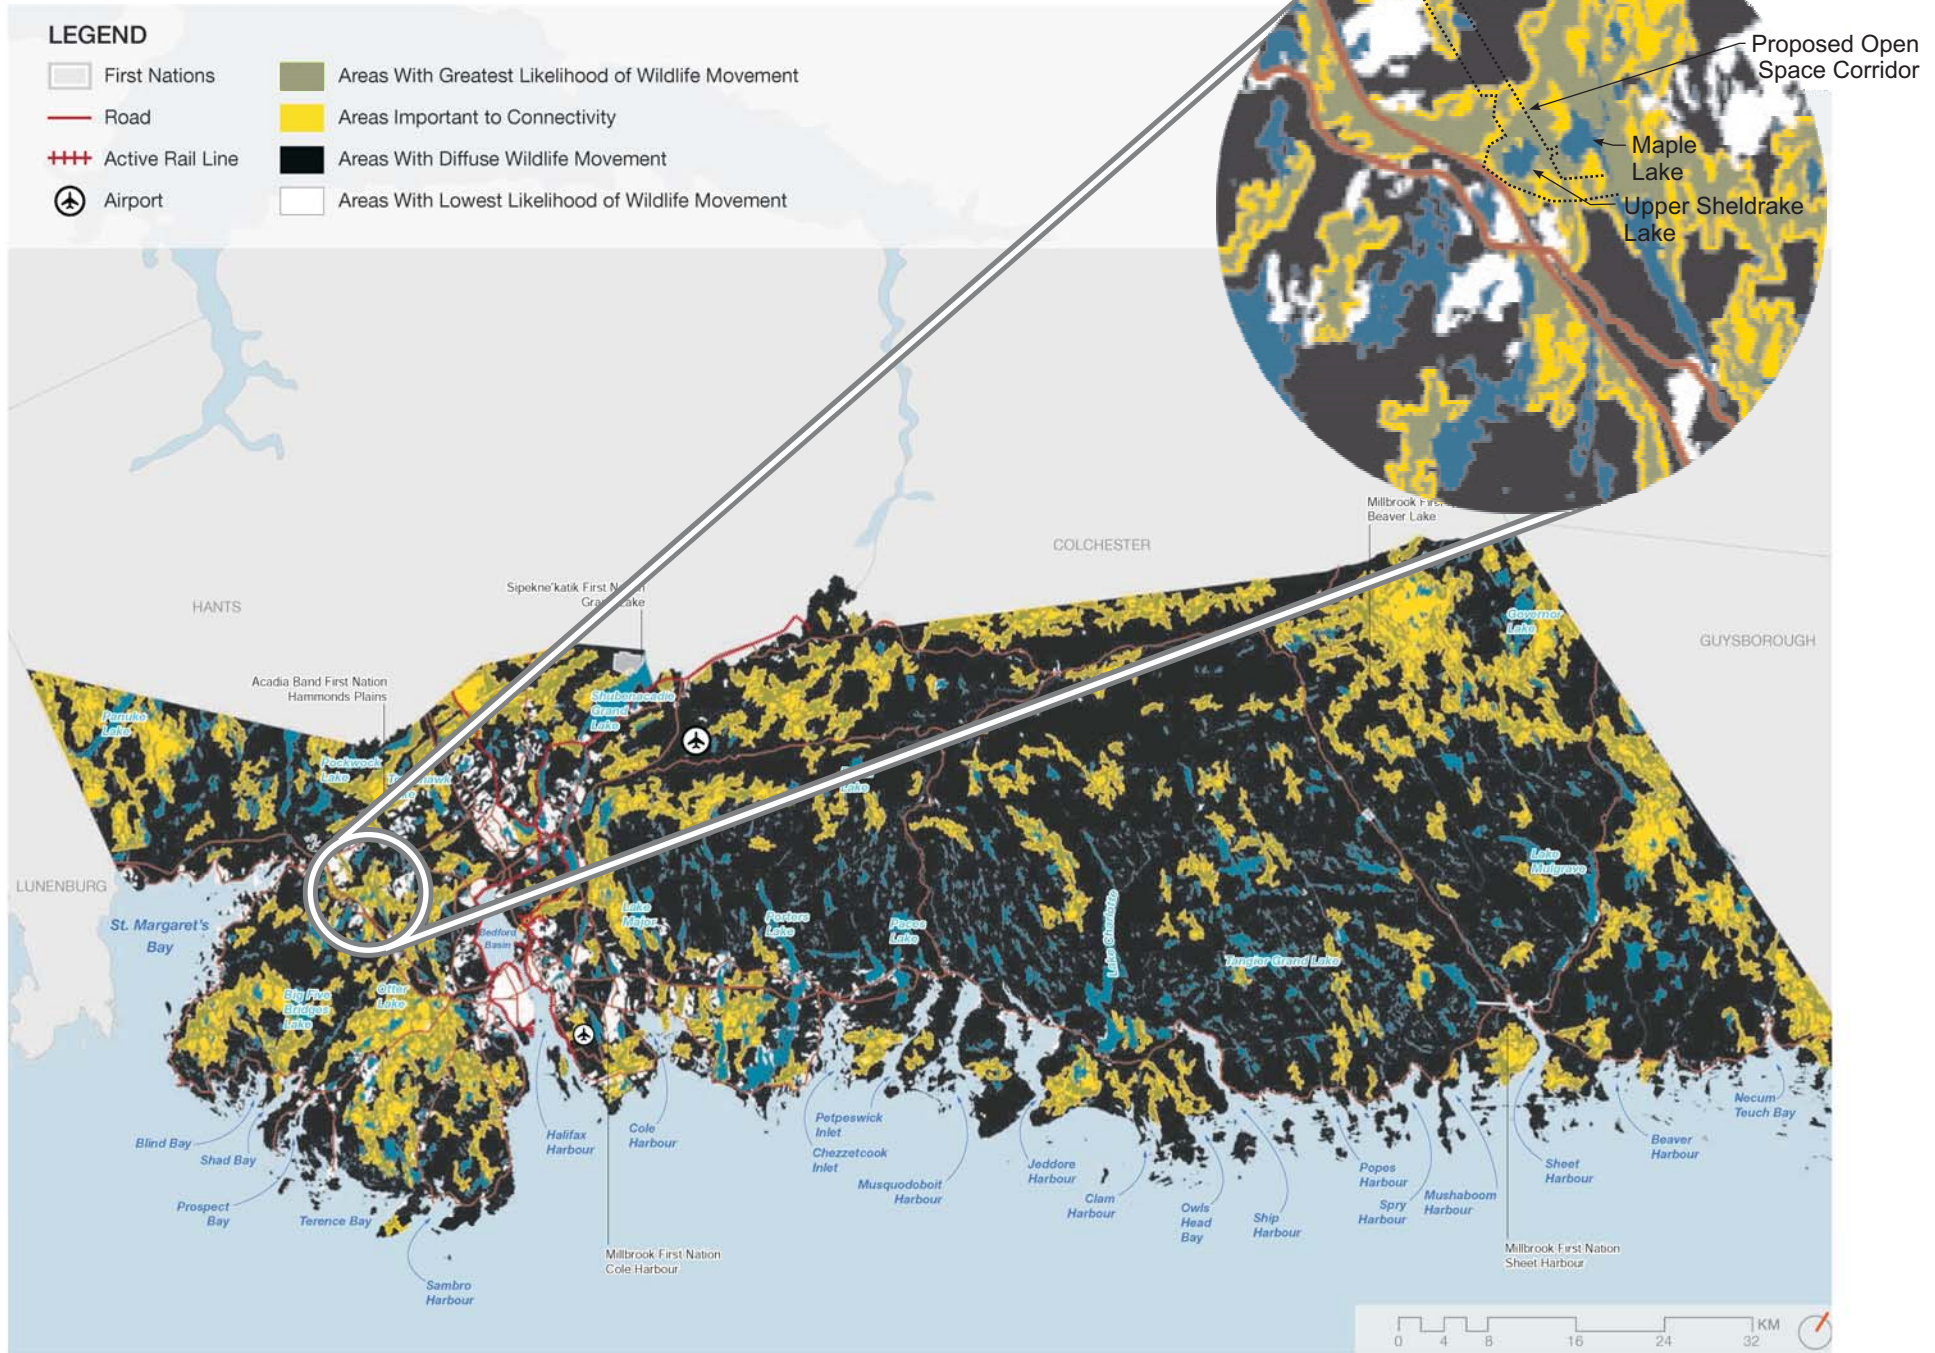 LEGEND
First Nations
Road
Active Rail Line
Airport
Areas With Greatest Likelihood of Wildlife Movement
Areas Important to Connectivity
Areas With Diffuse Wildlife Movement
Areas With Lowest Likelihood of Wildlife Movement
Proposed Open
Space Corridor
Maple
Lake
Upper Sheldrake
Lake
Millbrook
Beaver Lake
COLCHESTER
HANTS
GUYSBOROUGH
LUNENBURG
Sipekne'katik First
Lake
Acadia Band First Nation
Hammonds Plains
Panuke
Lake
Pockwock
Lake
Shubenacadie
Grand
Lake
Governor
Lake
Lake
Lake
Mulgrave
Lake
Major
Porters
Lake
Paces
Lake
Lake Charlotte
Tangier Grand Lake
Bedford
Basin
St. Margaret's
Bay
Big Five
Bridges
Lake
Otter
Lake
Blind Bay
Shad Bay
Prospect
Bay
Terence Bay
Sambro
Harbour
Halifax
Harbour
Cole
Harbour
Millbrook First Nation
Cole Harbour
Petpeswick
Inlet
Chezzetcook
Inlet
Musquodoboit
Harbour
Jeddore
Harbour
Clam
Harbour
Owls
Head
Bay
Ship
Harbour
Popes
Harbour
Spry
Harbour
Mushaboom
Harbour
Sheet
Harbour
Beaver
Harbour
Necum
Teuch Bay
Millbrook First Nation
Sheet Harbour
0 4 8 16 24 32 KM